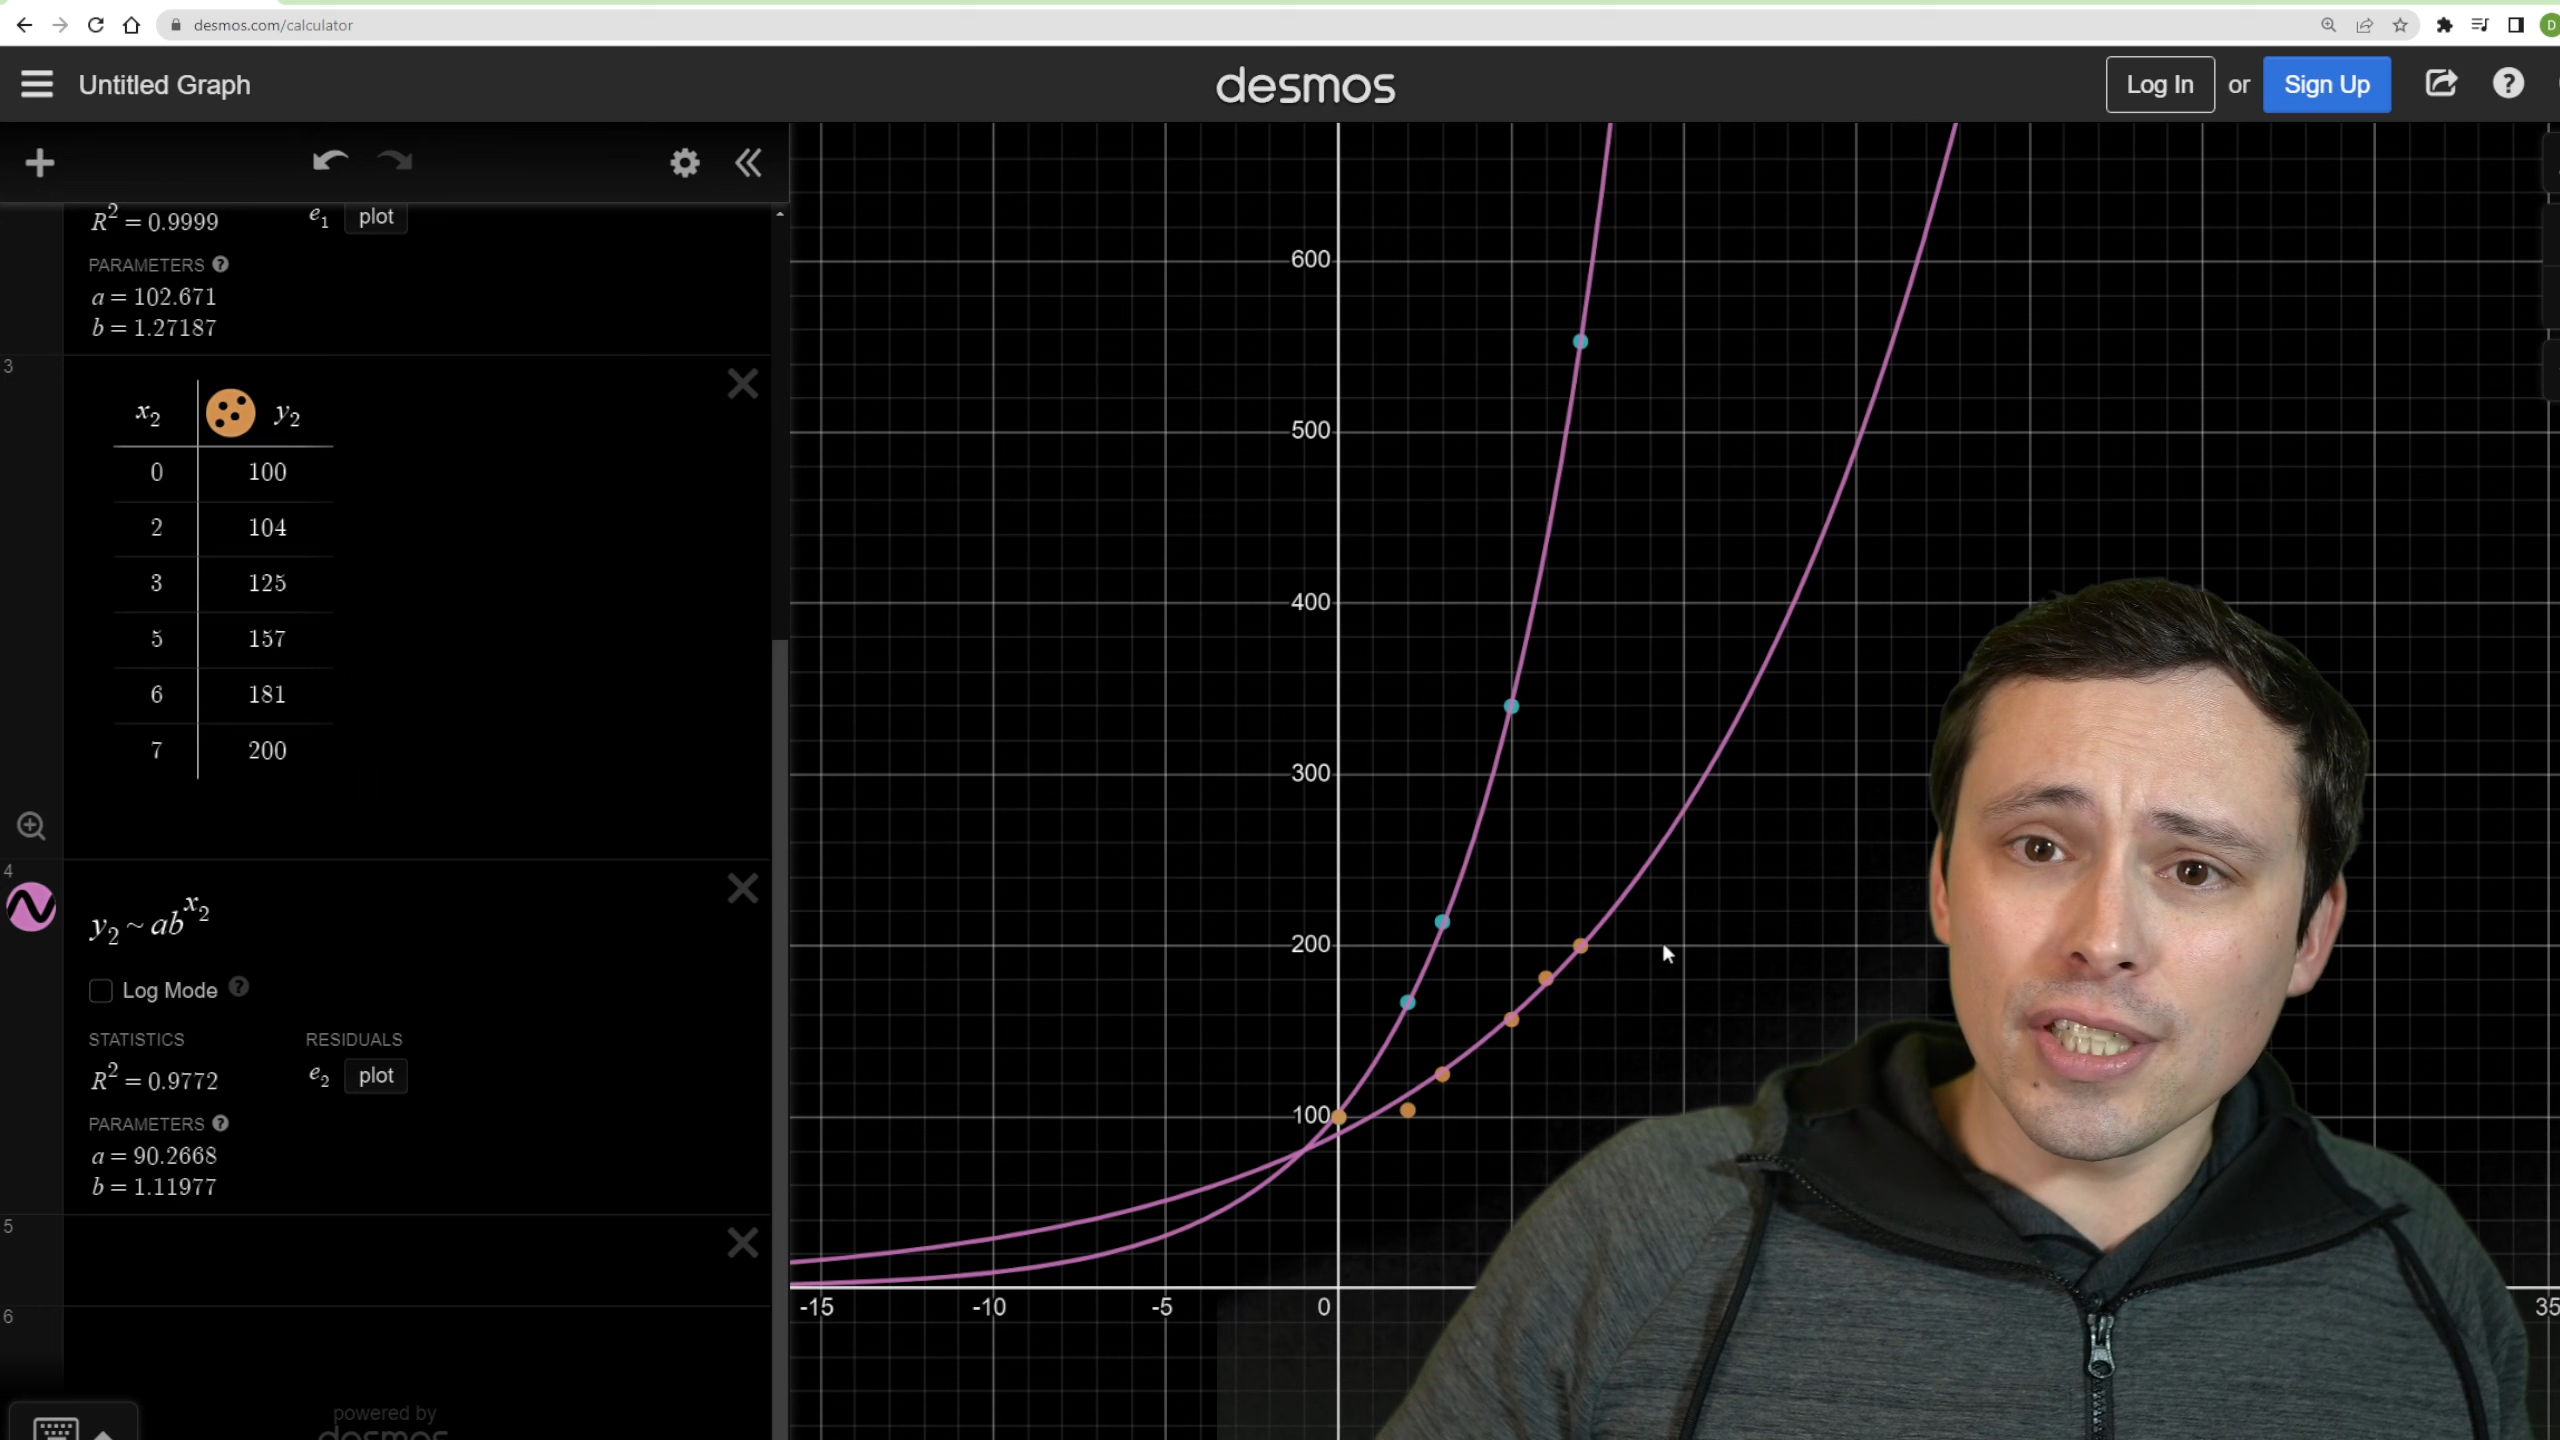 desmos.com/calculator
D
Untitled Graph
desmos
Log In or Sign Up
?
R² = 0.9999 e₁ plot
PARAMETERS ?
a = 102.671
b = 1.27187
3
x₂ y₂
0 100
2 104
3 125
5 157
6 181
7 200
4
y₂ ~ ab^x₂
Log Mode ?
STATISTICS RESIDUALS
R² = 0.9772 e₂ plot
PARAMETERS ?
a = 90.2668
b = 1.11977
5
6
powered by
desmos
600
500
400
300
200
100
-15 -10 -5 0 35